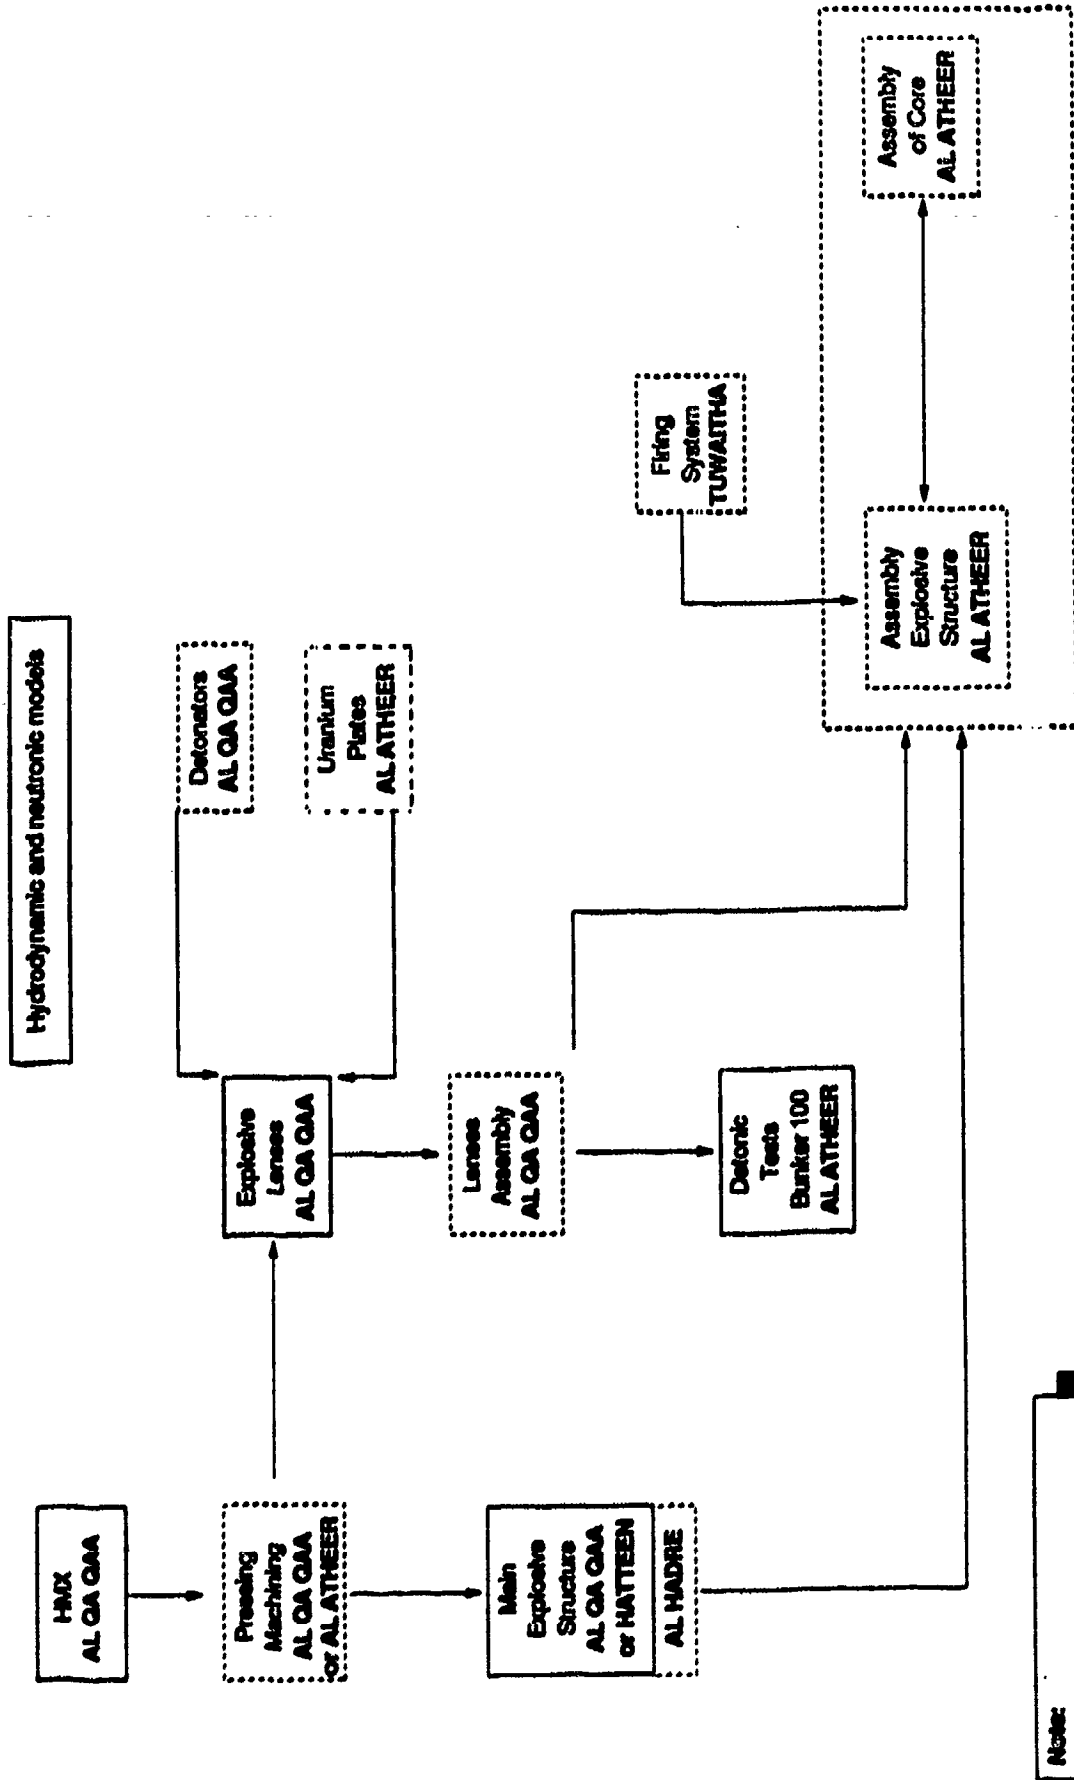 Hydrodynamic and neutronic models
HMX
AL QA QAA
Pressing
Machining
AL QA QAA
or AL ATHEER
Explosive
Lenses
AL QA QAA
Detonators
AL QA QAA
Uranium
Plates
AL ATHEER
Lenses
Assembly
AL QA QAA
Main
Explosive
Structure
AL QA QAA
or HATTEEN
AL HADRE
Detonic
Tests
Bunker 100
AL ATHEER
Firing
System
TUWAITHA
Assembly
Explosive
Structure
AL ATHEER
Assembly
of Core
AL ATHEER
Note: